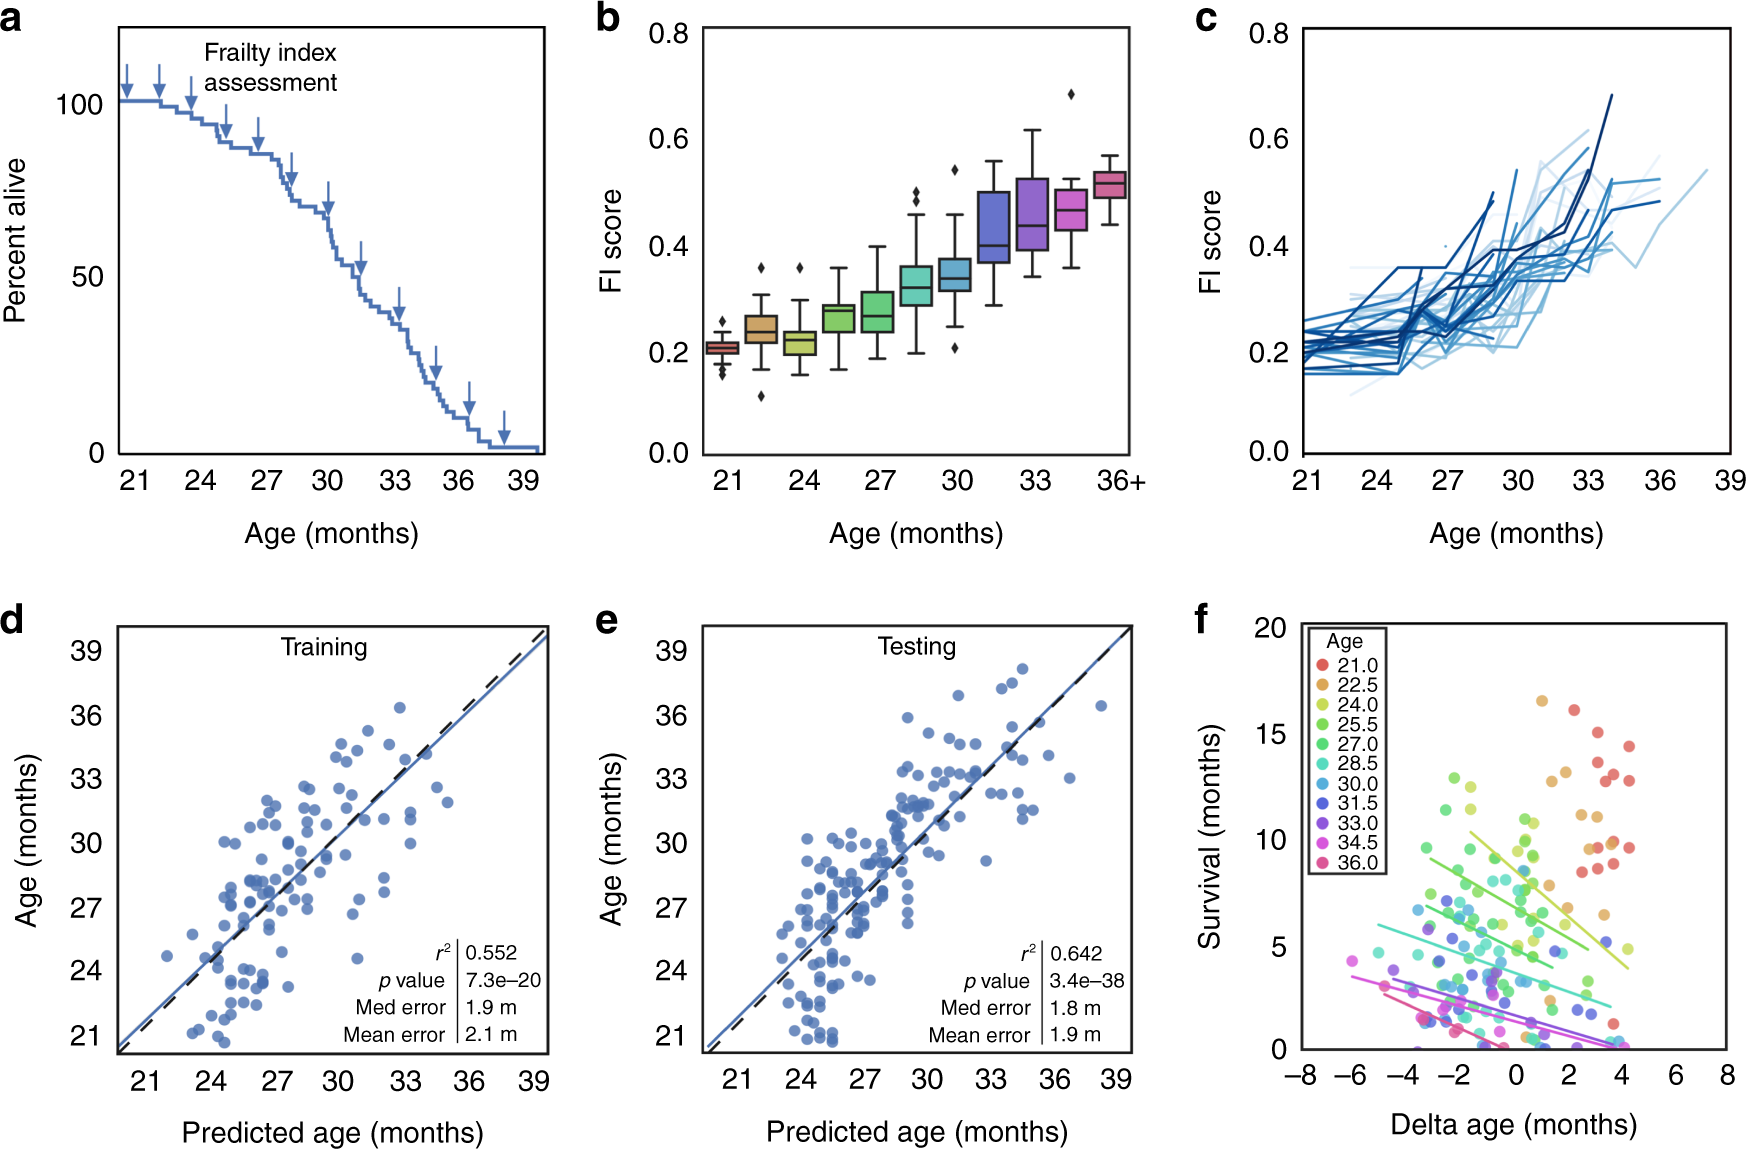 a
Frailty index
assessment
100
50
0
Percent alive
21 24 27 30 33 36 39
Age (months)
b
0.8
0.6
0.4
0.2
0.0
FI score
21 24 27 30 33 36+
Age (months)
c
0.8
0.6
0.4
0.2
0.0
FI score
21 24 27 30 33 36 39
Age (months)
d
Training
39
36
33
30
27
24
21
Age (months)
r² 0.552
p value 7.3e–20
Med error 1.9 m
Mean error 2.1 m
21 24 27 30 33 36 39
Predicted age (months)
e
Testing
39
36
33
30
27
24
21
Age (months)
r² 0.642
p value 3.4e–38
Med error 1.8 m
Mean error 1.9 m
21 24 27 30 33 36 39
Predicted age (months)
f
20
15
10
5
0
Survival (months)
Age
21.0
22.5
24.0
25.5
27.0
28.5
30.0
31.5
33.0
34.5
36.0
–8 –6 –4 –2 0 2 4 6 8
Delta age (months)